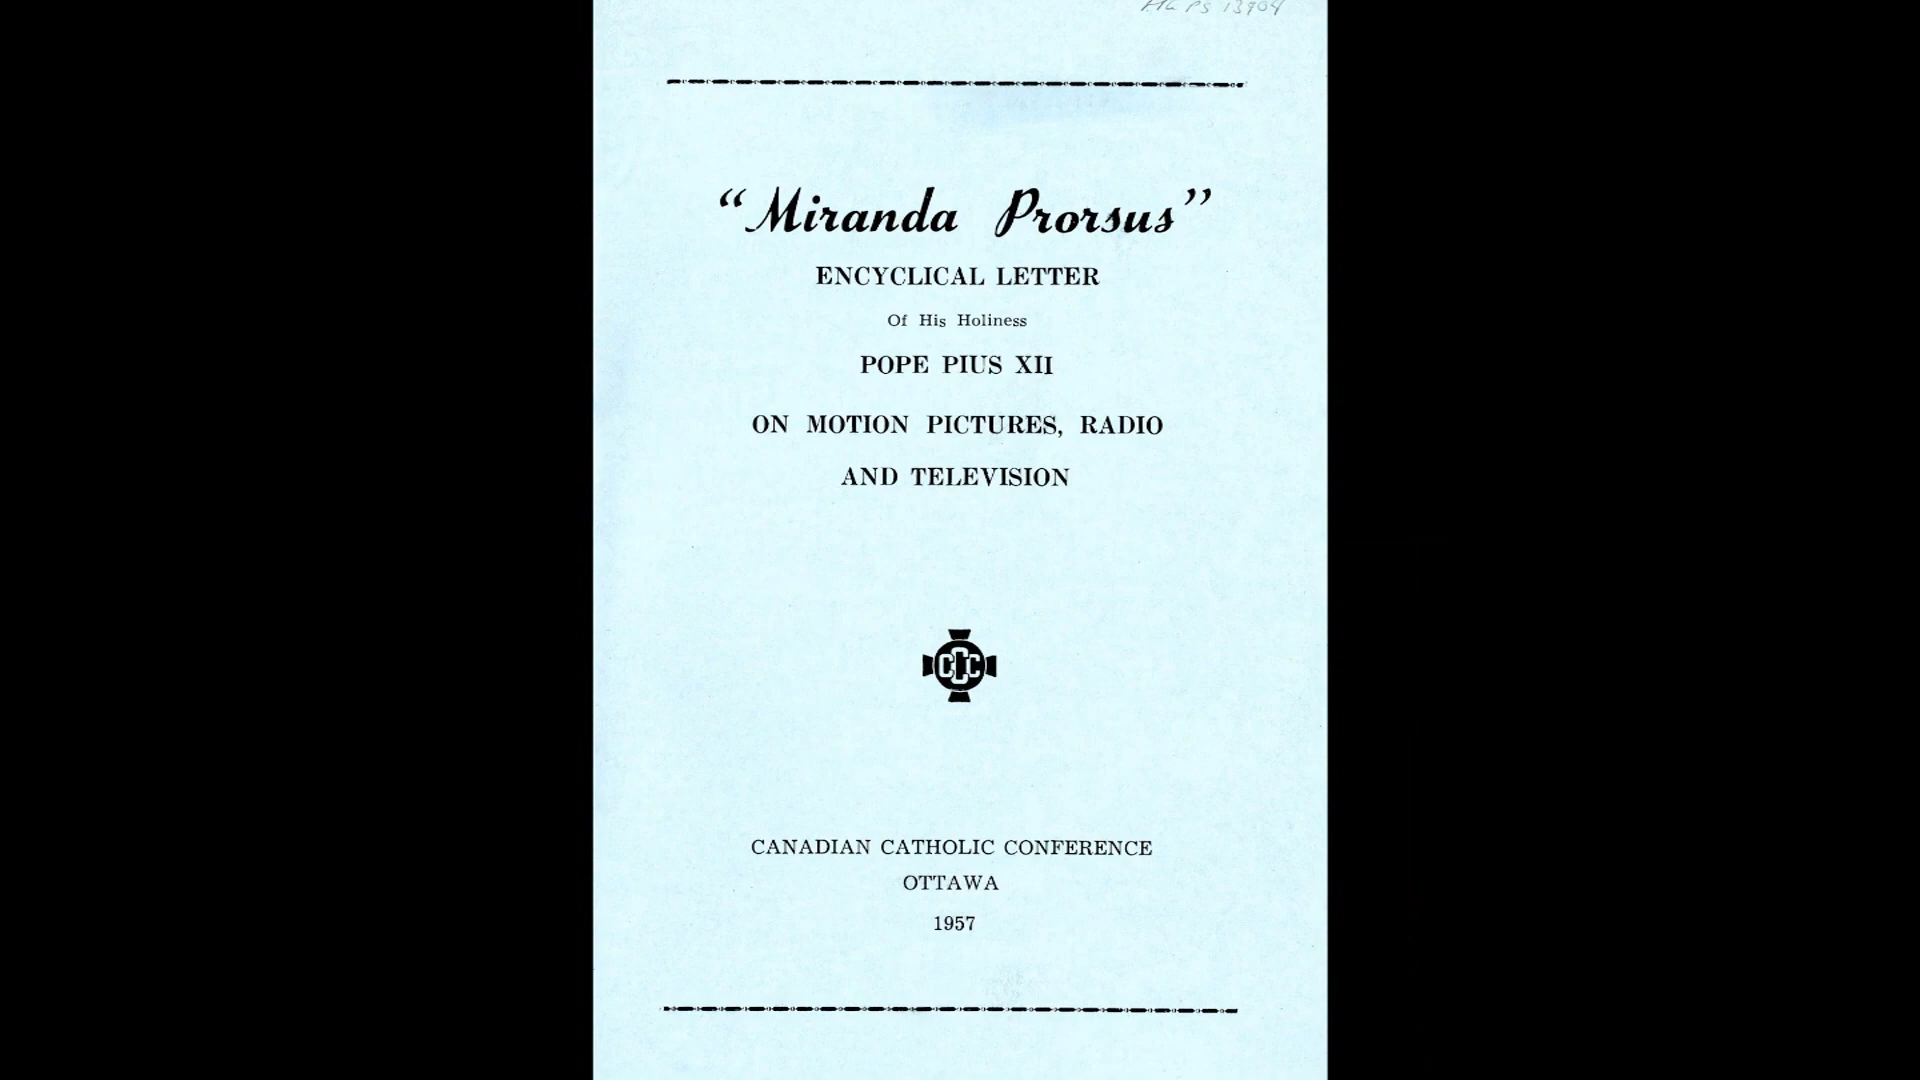 "Miranda Prorsus"
ENCYCLICAL LETTER
Of His Holiness
POPE PIUS XII
ON MOTION PICTURES, RADIO
AND TELEVISION
CCC
CANADIAN CATHOLIC CONFERENCE
OTTAWA
1957